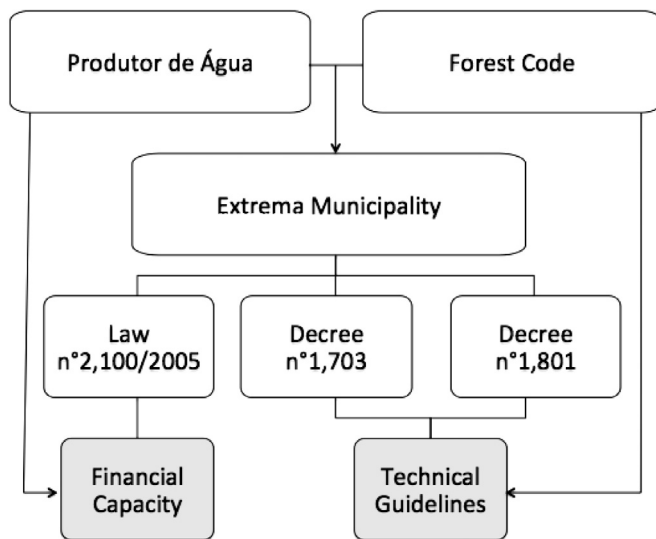 Produtor de Água
Forest Code
Extrema Municipality
Law
n°2,100/2005
Decree
n°1,703
Decree
n°1,801
Financial
Capacity
Technical
Guidelines